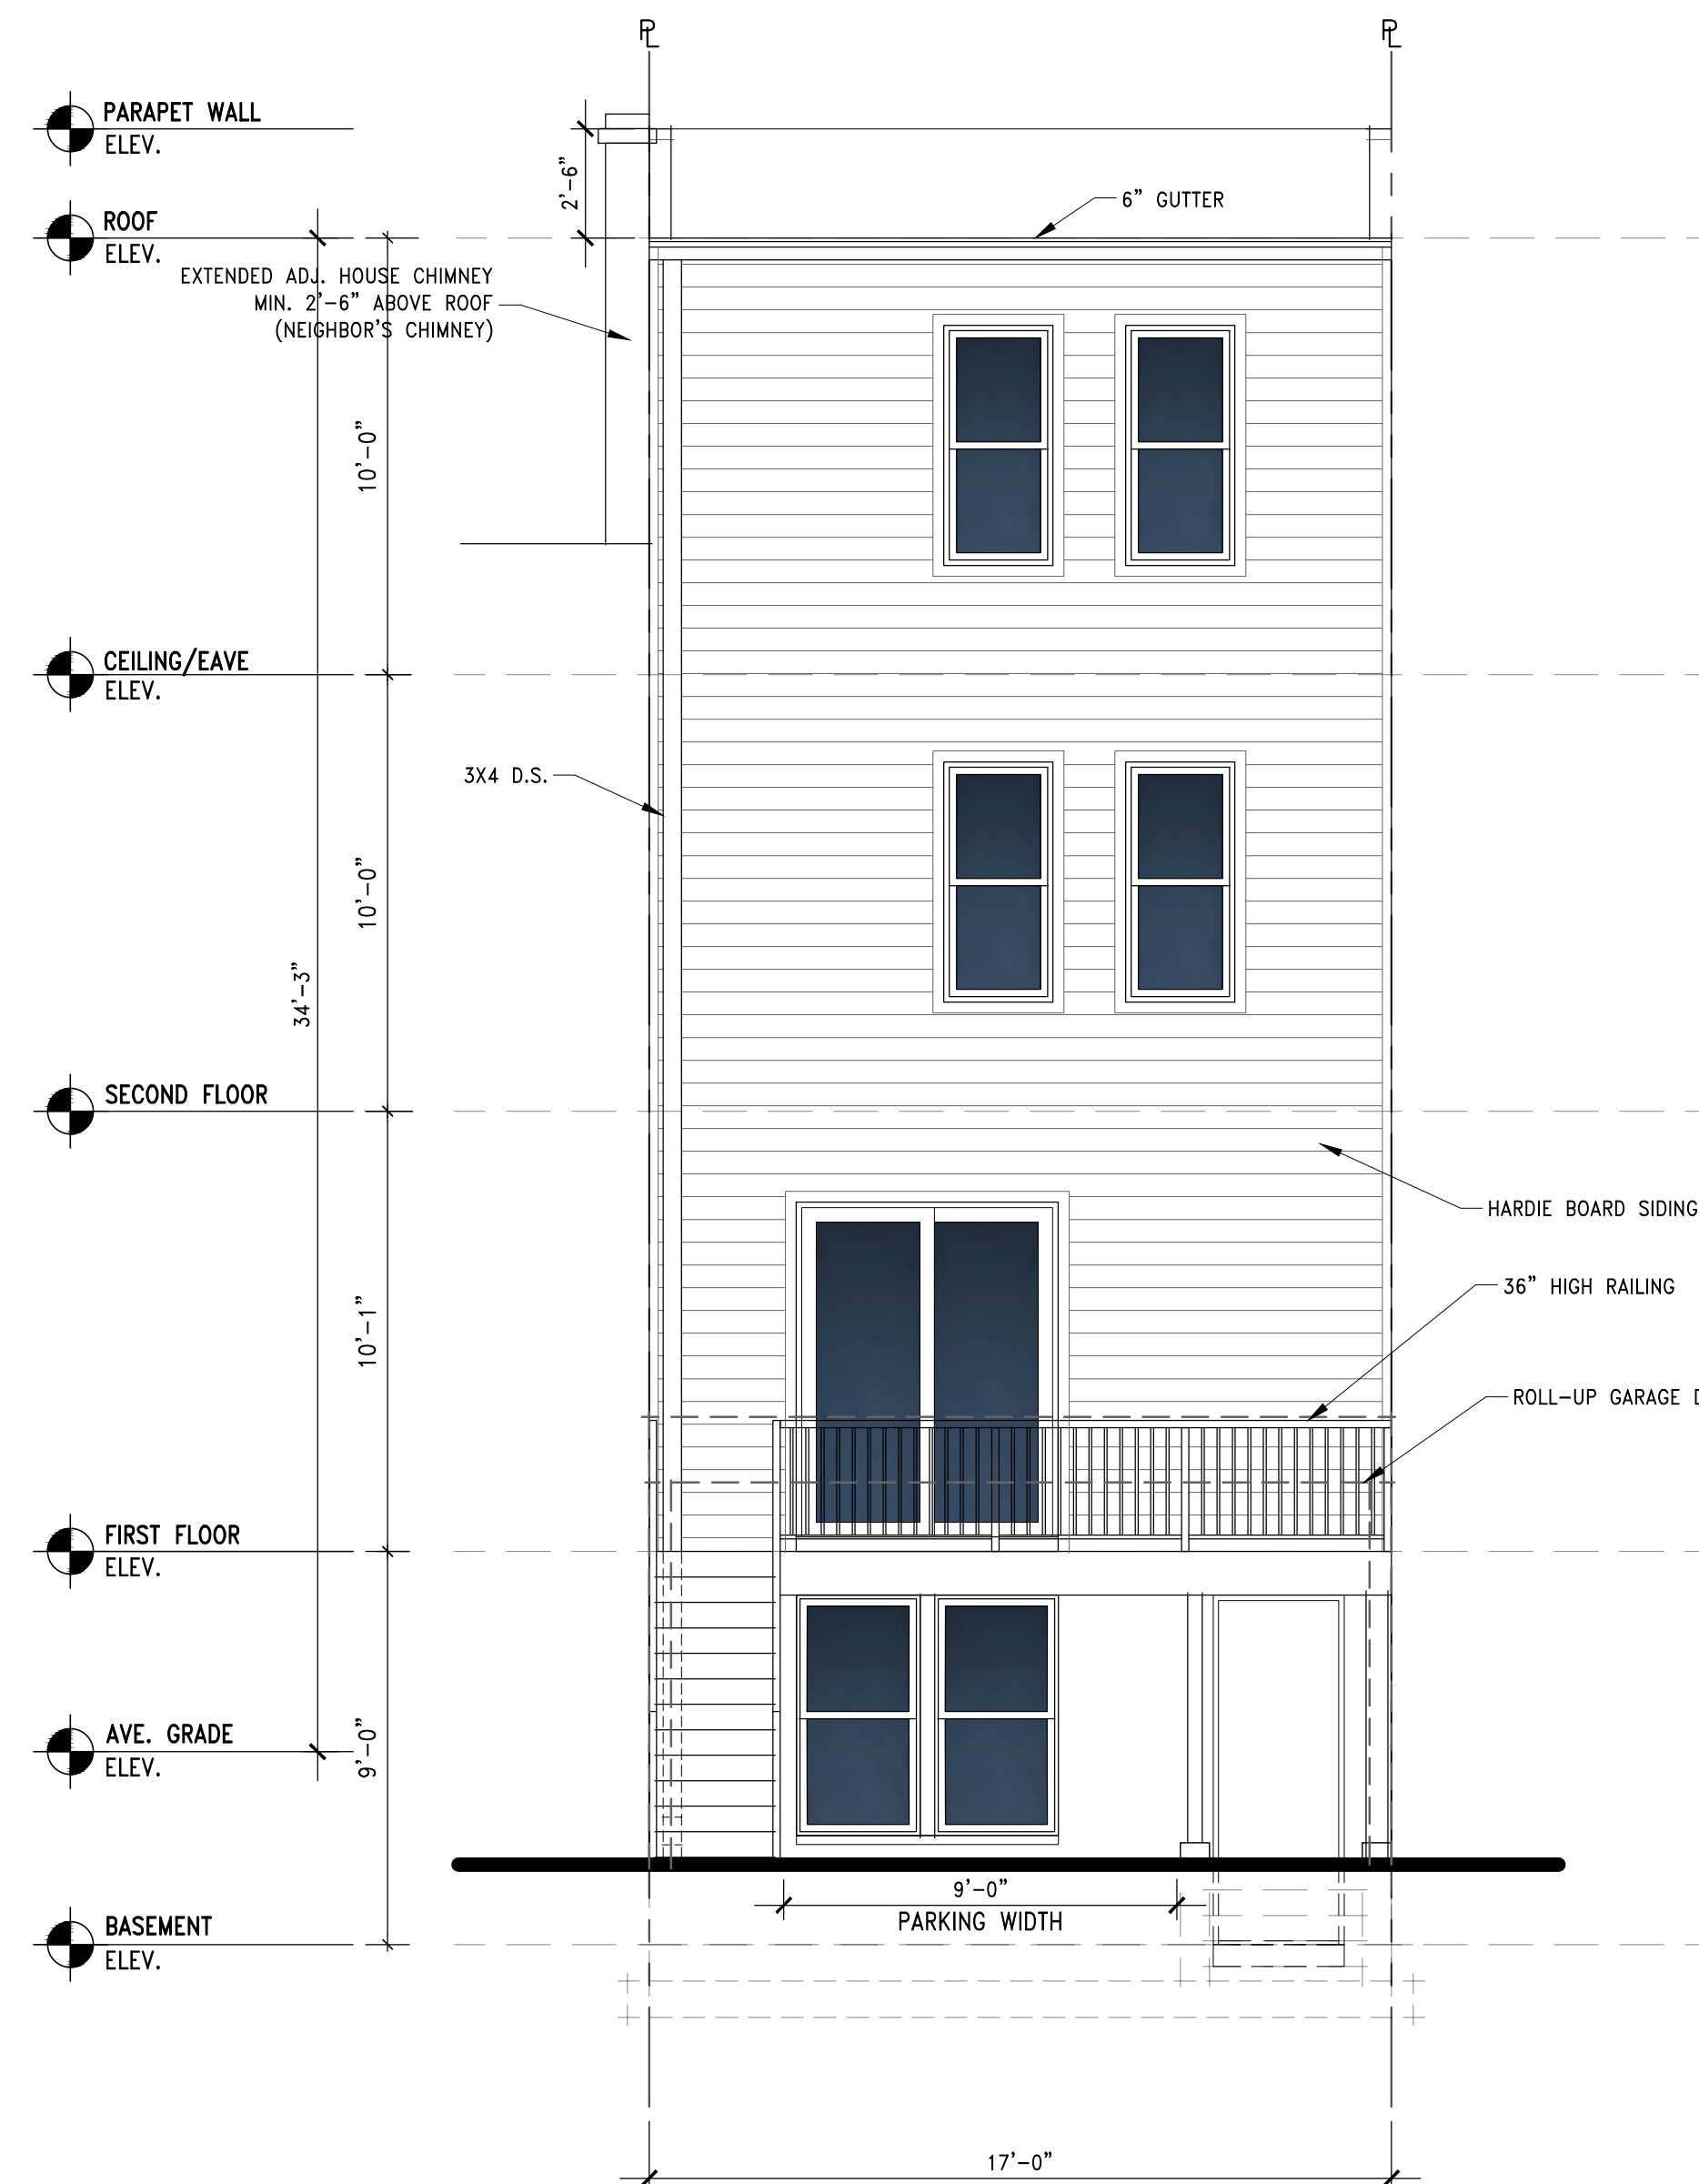 PL
PL
PARAPET WALL
ELEV.
2'-6"
6" GUTTER
ROOF
ELEV.
EXTENDED ADJ. HOUSE CHIMNEY
MIN. 2'-6" ABOVE ROOF
(NEIGHBOR'S CHIMNEY)
10'-0"
CEILING/EAVE
ELEV.
3X4 D.S.
10'-0"
34'-3"
SECOND FLOOR
HARDIE BOARD SIDING
36" HIGH RAILING
10'-1"
ROLL-UP GARAGE
FIRST FLOOR
ELEV.
AVE. GRADE
ELEV.
9'-0"
9'-0"
PARKING WIDTH
BASEMENT
ELEV.
17'-0"